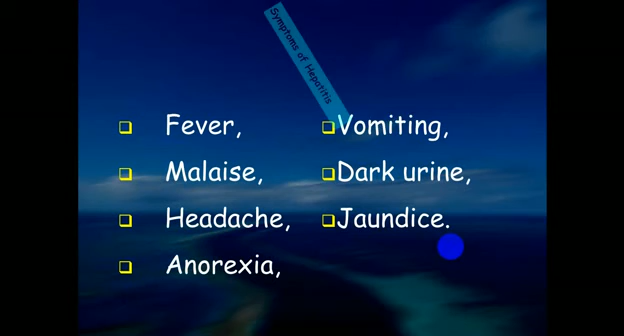 Symptoms of Hepatitis
Fever,
Malaise,
Headache,
Anorexia,
Vomiting,
Dark urine,
Jaundice.